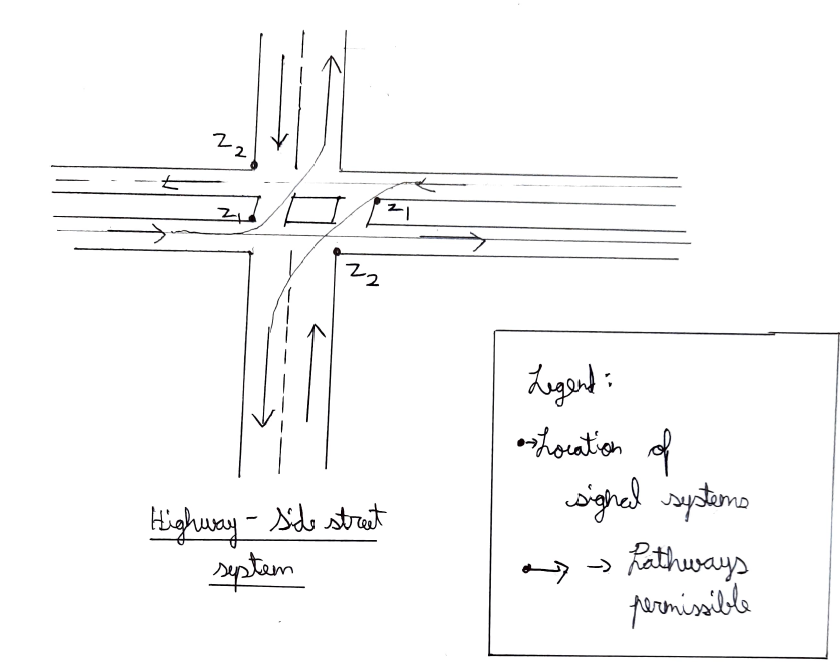 Z2
Z1
Z1
Z2
Highway - Side street
system
Legend:
→ Location of
signal systems
→ Pathways
permissible